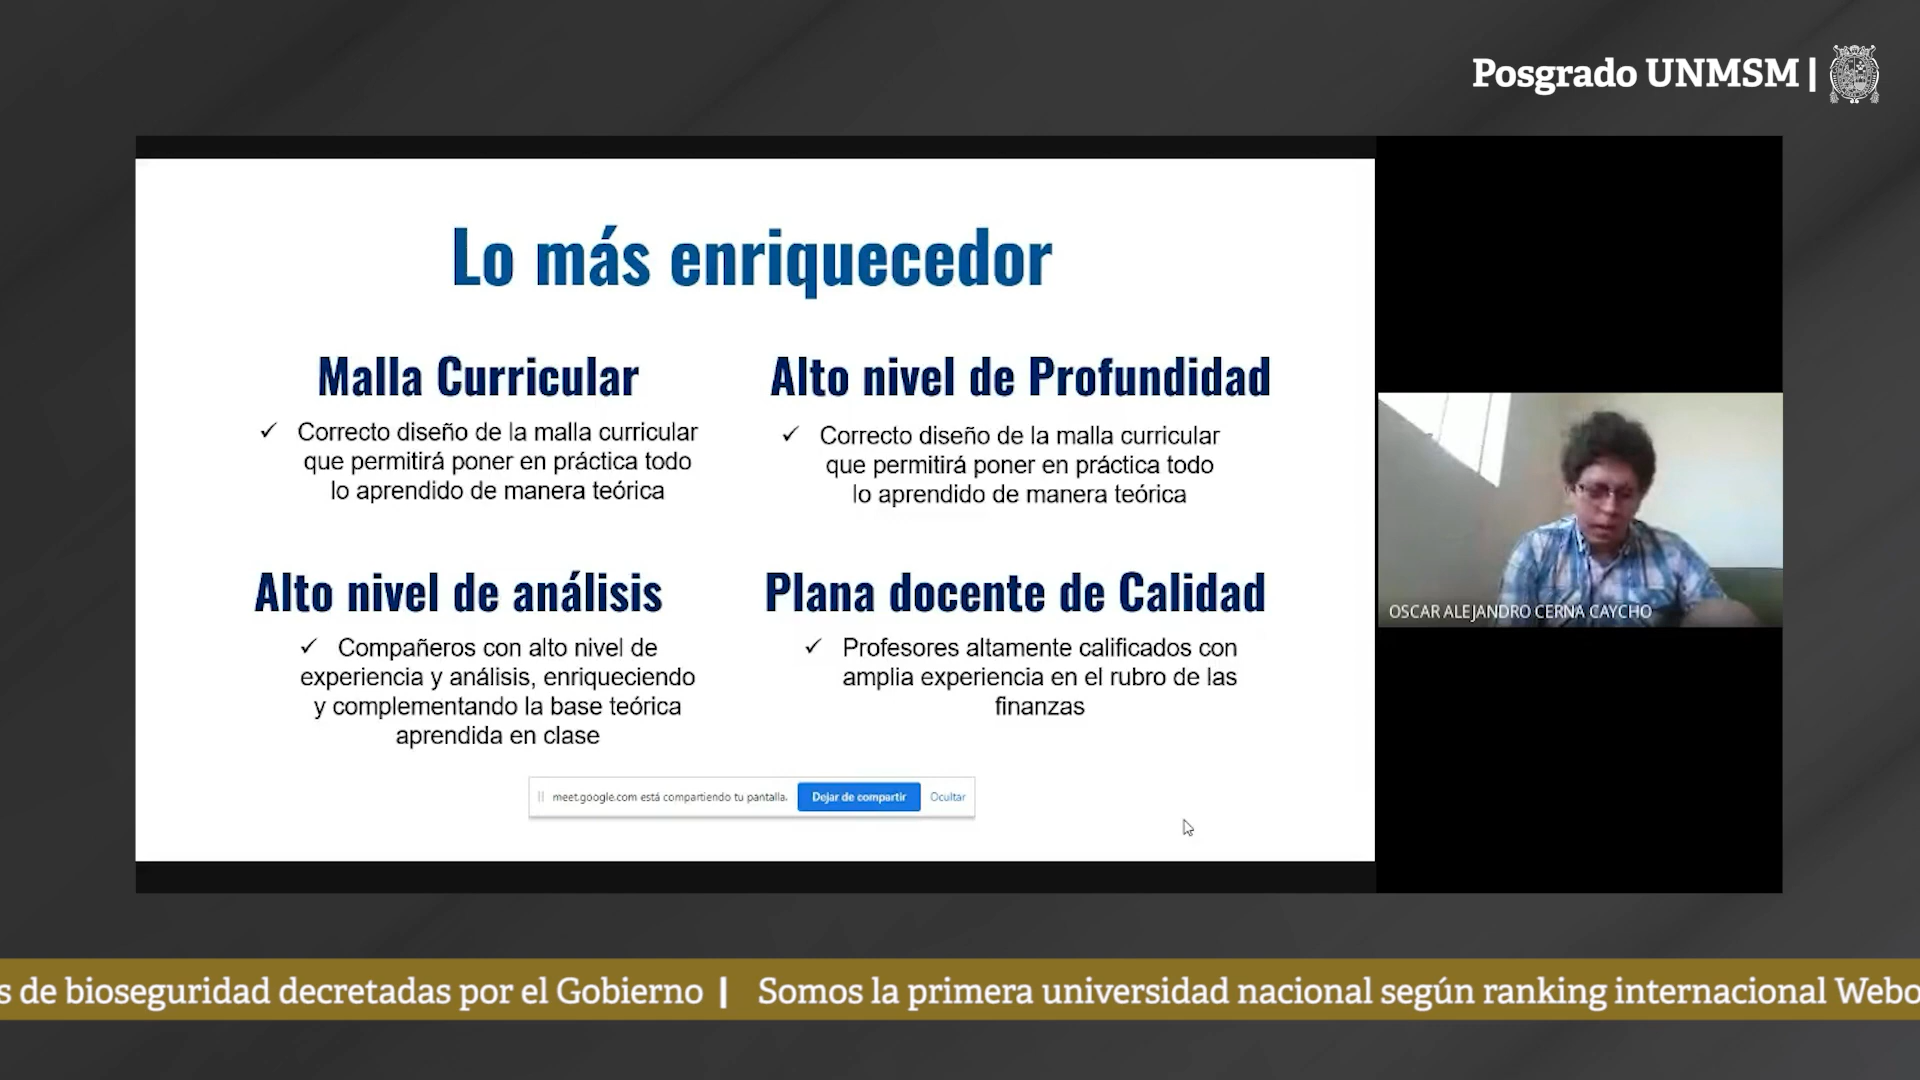 Posgrado UNMSM |
Lo más enriquecedor
Malla Curricular
✓ Correcto diseño de la malla curricular
que permitirá poner en práctica todo
lo aprendido de manera teórica
Alto nivel de Profundidad
✓ Correcto diseño de la malla curricular
que permitirá poner en práctica todo
lo aprendido de manera teórica
Alto nivel de análisis
✓ Compañeros con alto nivel de
experiencia y análisis, enriqueciendo
y complementando la base teórica
aprendida en clase
Plana docente de Calidad
✓ Profesores altamente calificados con
amplia experiencia en el rubro de las
finanzas
meet.google.com está compartiendo tu pantalla. Dejar de compartir Ocultar
OSCAR ALEJANDRO CERNA CAYCHO
s de bioseguridad decretadas por el Gobierno | Somos la primera universidad nacional según ranking internacional Webo